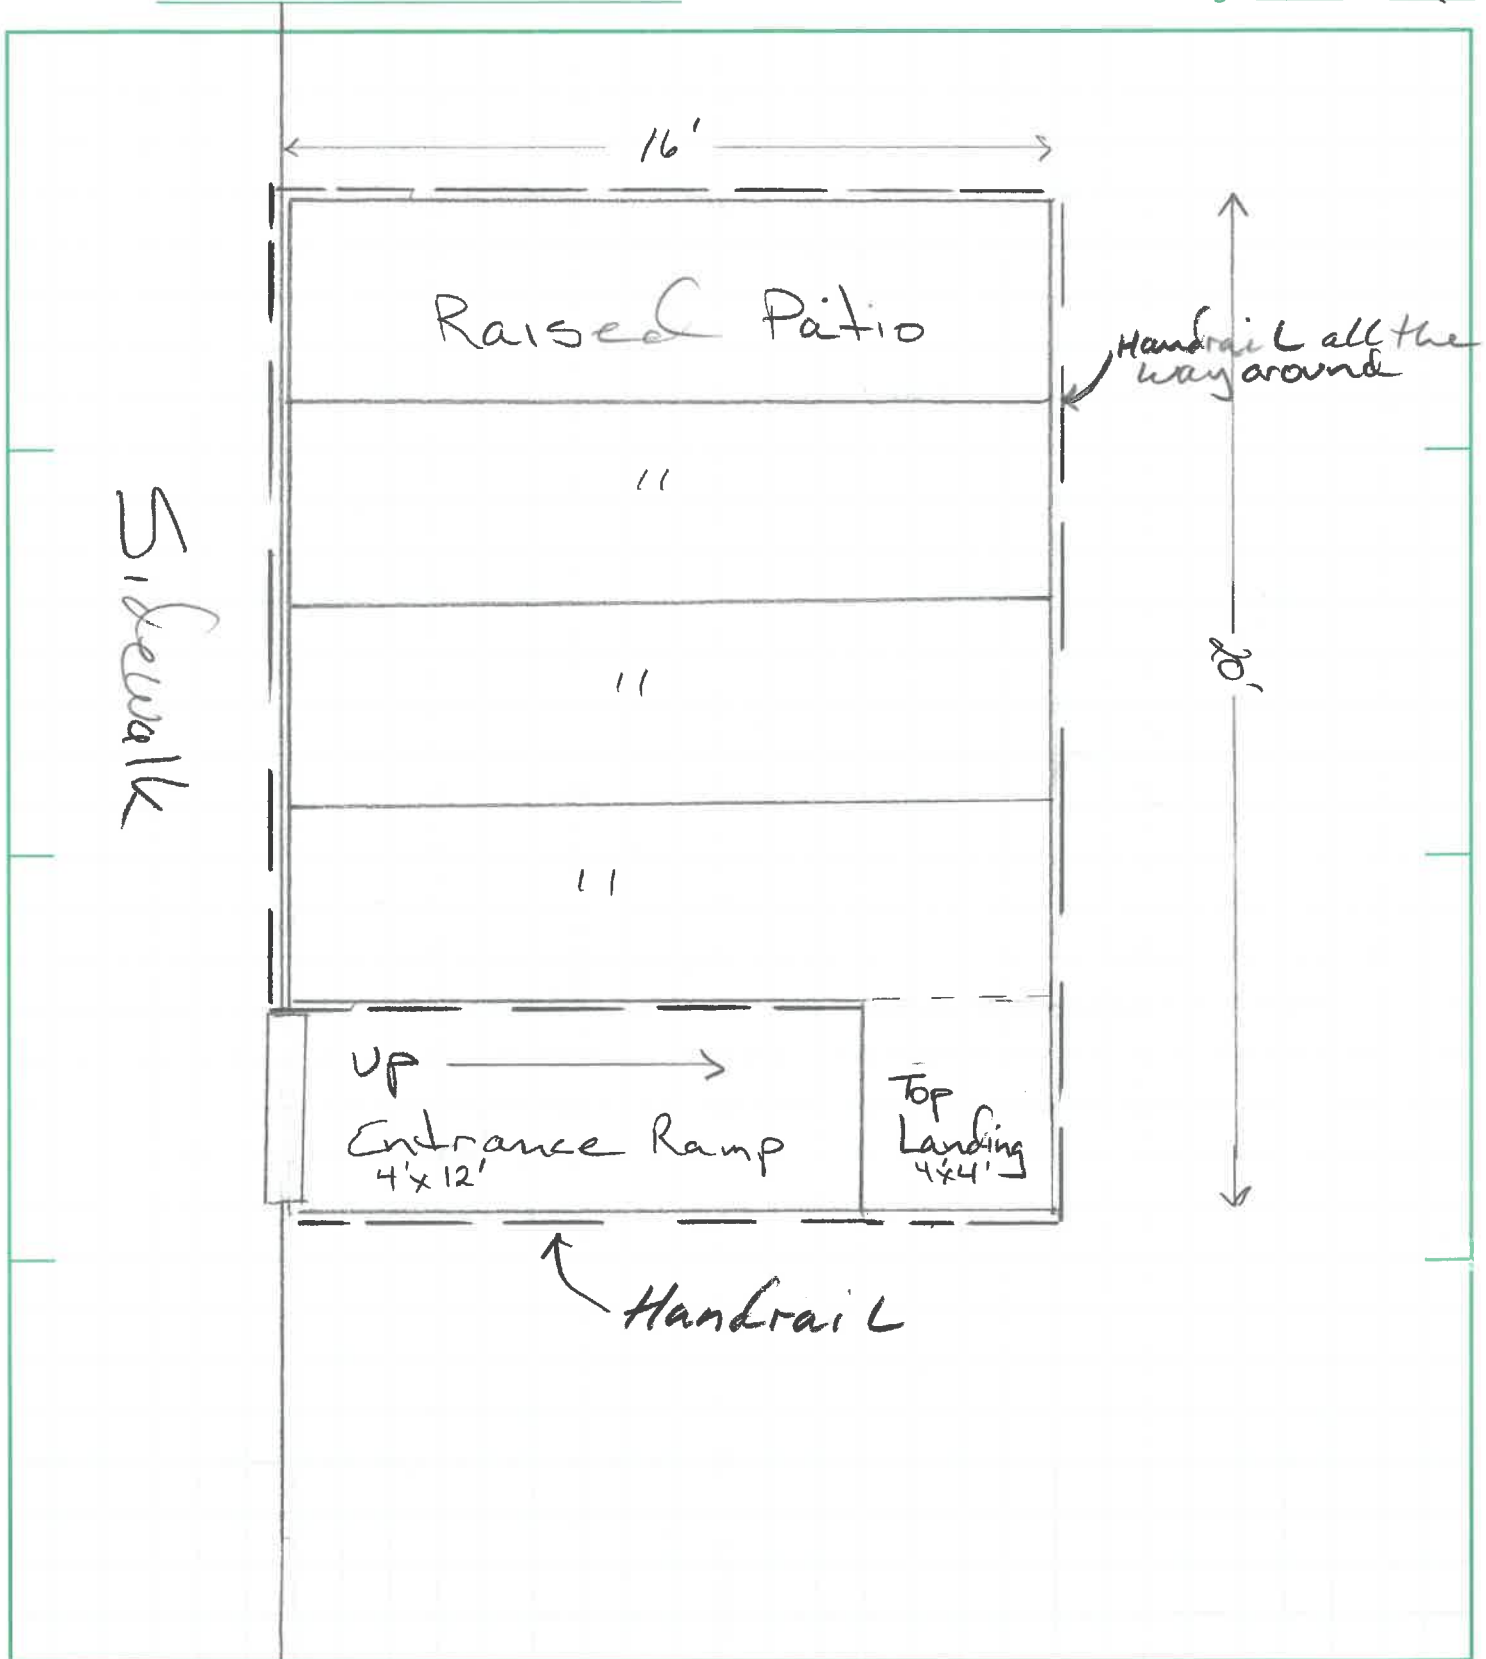 16'
Raised Patio
Handrail all the
way around
"
Sidewalk
"
20'
"
Up
Entrance Ramp
4'x12'
Top
Landing
4'x4'
Handrail